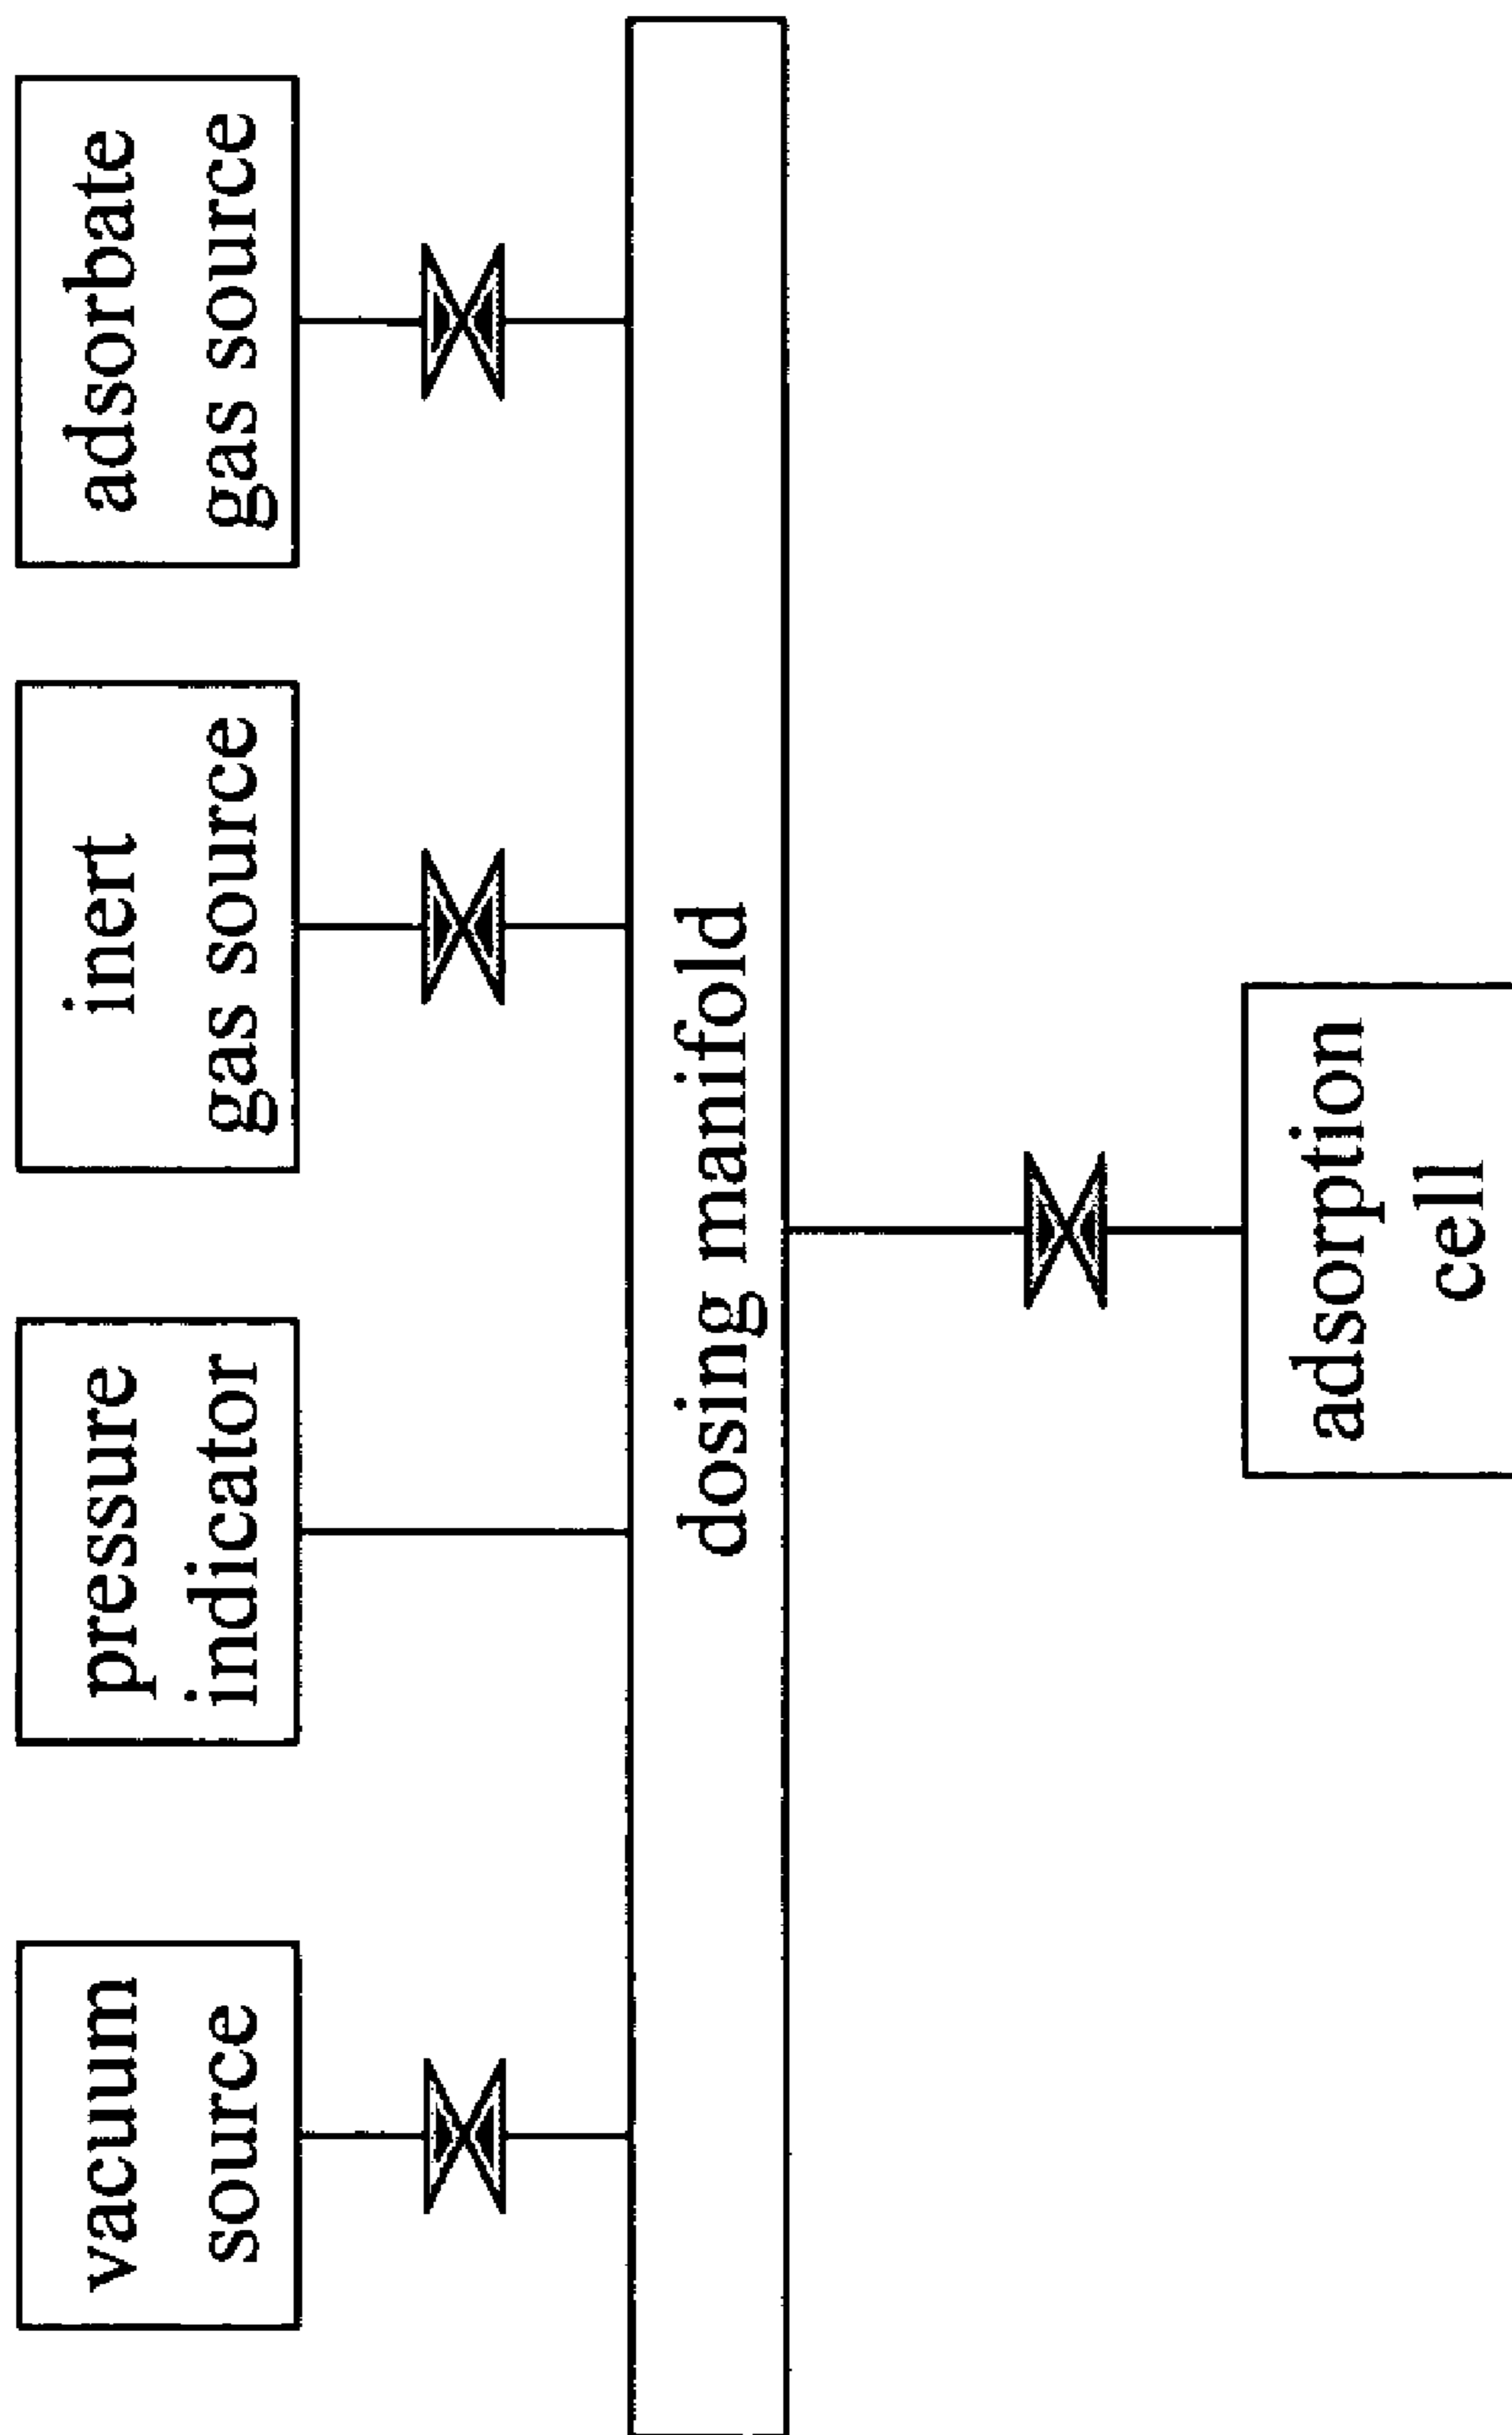 vacuum
source
pressure
indicator
inert
gas source
adsorbate
gas source
dosing manifold
adsorption
cell